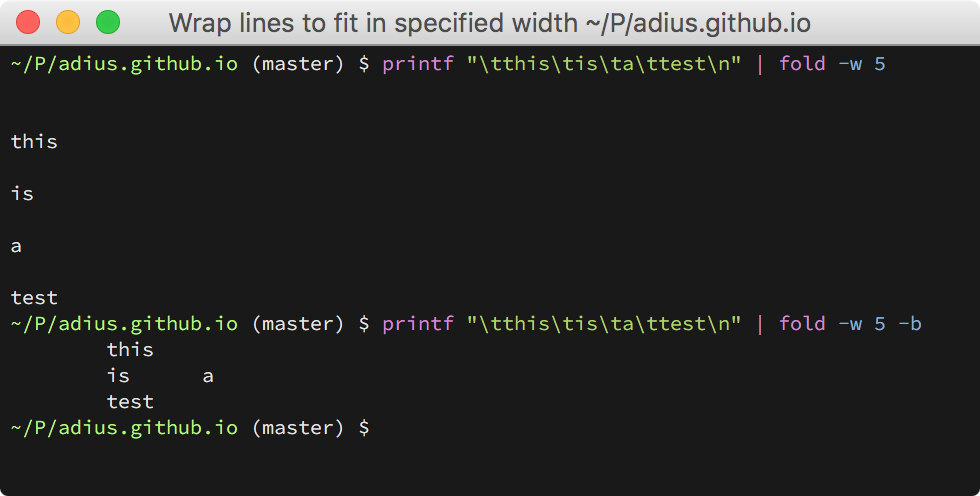 Wrap lines to fit in specified width ~/P/adius.github.io
~/P/adius.github.io (master) $ printf "\tthis\tis\ta\ttest\n" | fold -w 5
this
is
a
test
~/P/adius.github.io (master) $ printf "\tthis\tis\ta\ttest\n" | fold -w 5 -b
        this
        is      a
        test
~/P/adius.github.io (master) $